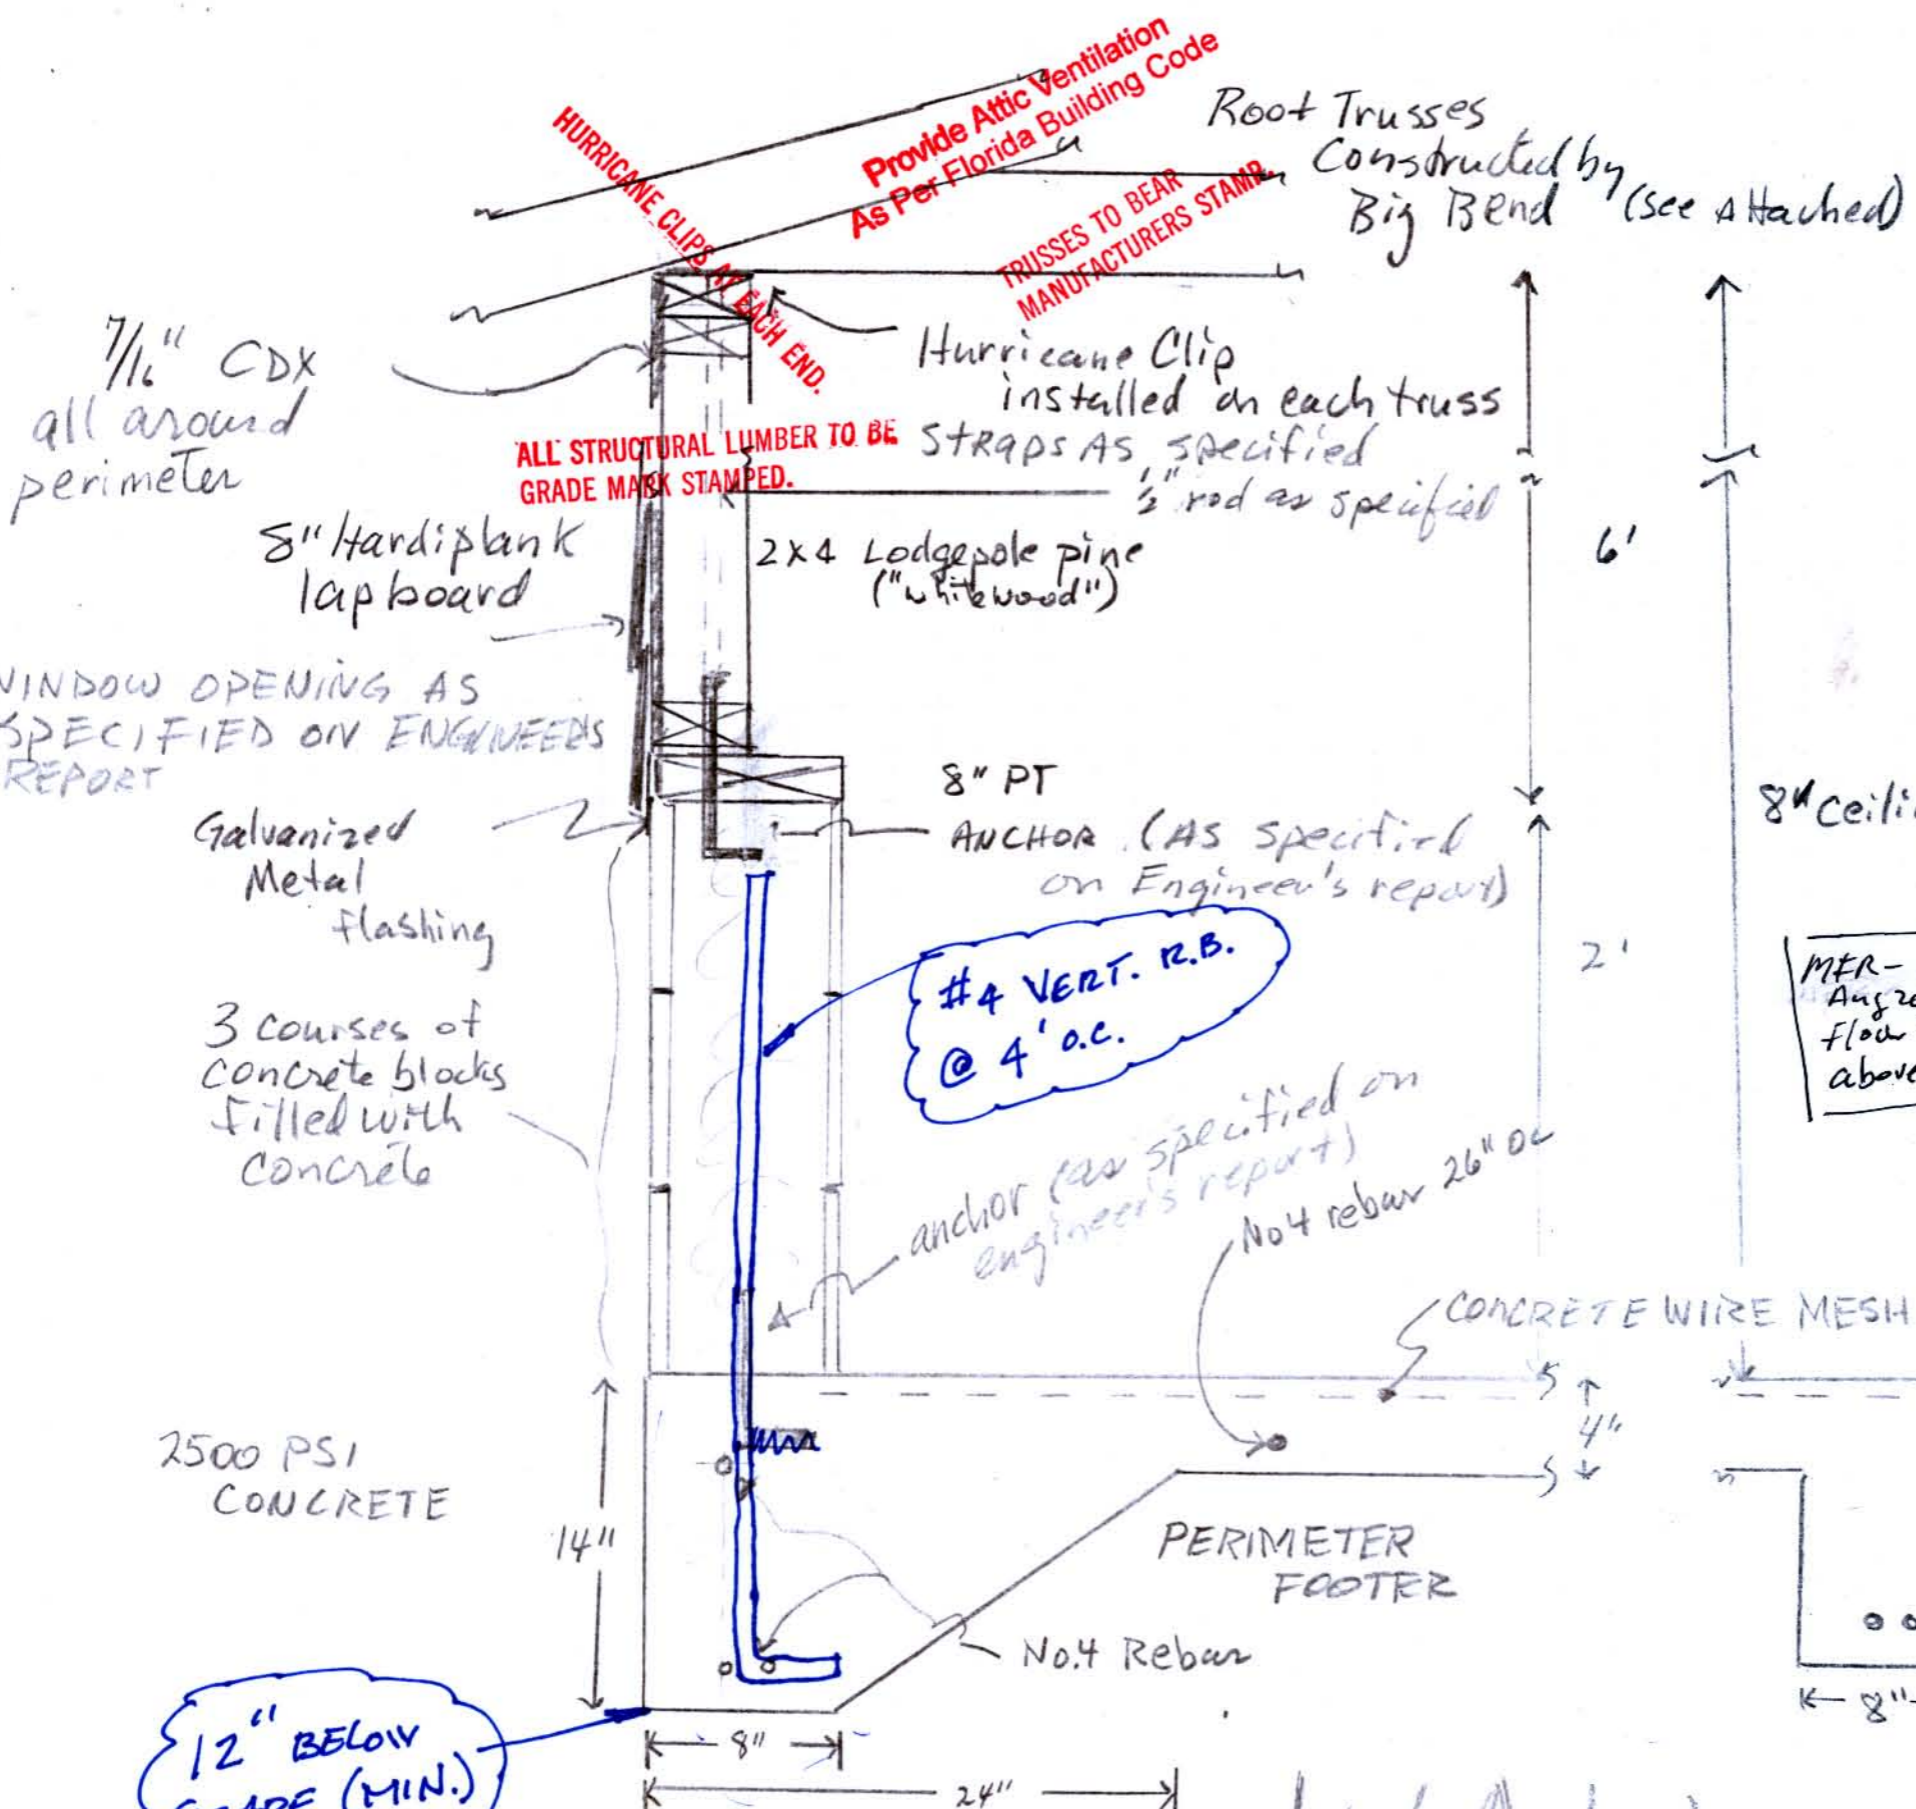 Provide Attic Ventilation
As Per Florida Building Code
HURRICANE CLIPS AT EACH END.
TRUSSES TO BEAR
MANUFACTURERS STAMP.
Roof Trusses
Constructed by
Big Bend (see Attached)
7/16" CDX
all around
perimeter
Hurricane Clip
installed on each truss
Straps As specified
1/2" rod as specified
ALL STRUCTURAL LUMBER TO BE
GRADE MARK STAMPED.
8" Hardiplank
lapboard
2x4 Lodgepole pine
("whitewood")
6'
WINDOW OPENING AS
SPECIFIED ON ENGINEERS
REPORT
8" PT
ANCHOR (AS specified
on Engineer's report)
Galvanized
Metal
flashing
8' Ceili
#4 VERT. R.B.
@ 4' O.C.
2'
MER-
Floor
above
3 courses of
concrete blocks
filled with
concrete
anchor (as specified on
engineer's report)
No4 rebar 26" OC
CONCRETE WIRE MESH
4"
2500 PSI
CONCRETE
14"
PERIMETER
FOOTER
No.4 Rebar
12" BELOW
GRADE (MIN.)
8"
8"
24"